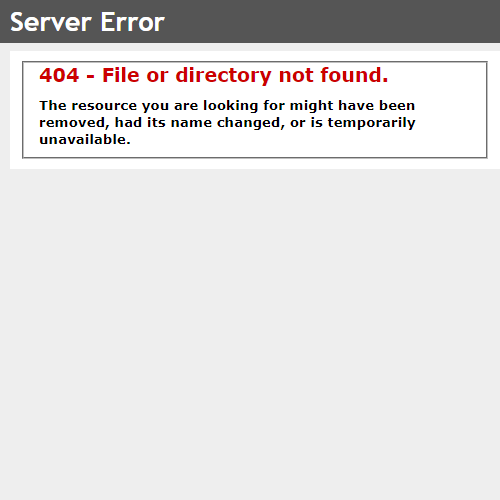 Server Error
404 - File or directory not found.
The resource you are looking for might have been
removed, had its name changed, or is temporarily
unavailable.